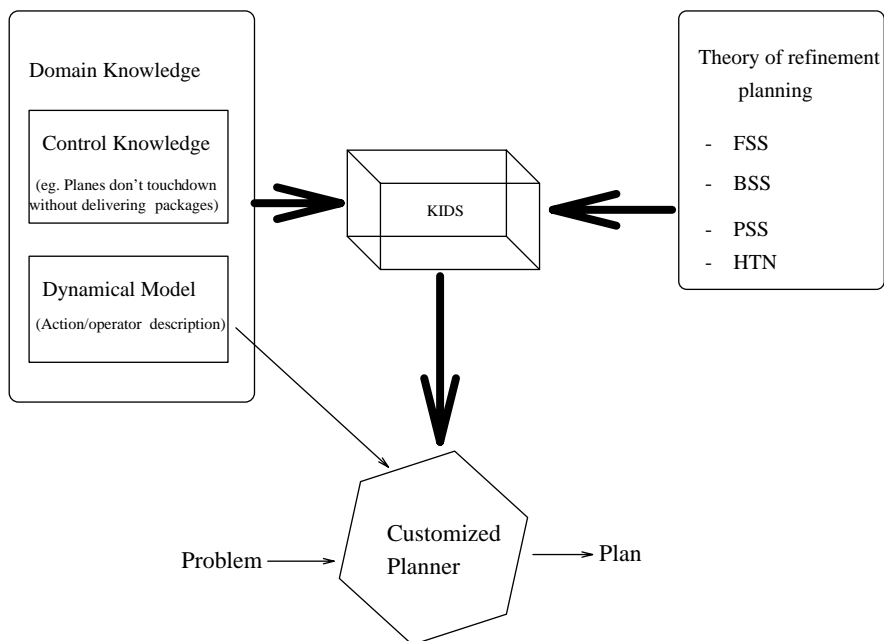 Domain Knowledge
Control Knowledge
(eg. Planes don't touchdown
without delivering packages)
Dynamical Model
(Action/operator description)
KIDS
Theory of refinement
planning
- FSS
- BSS
- PSS
- HTN
Problem
Customized
Planner
Plan